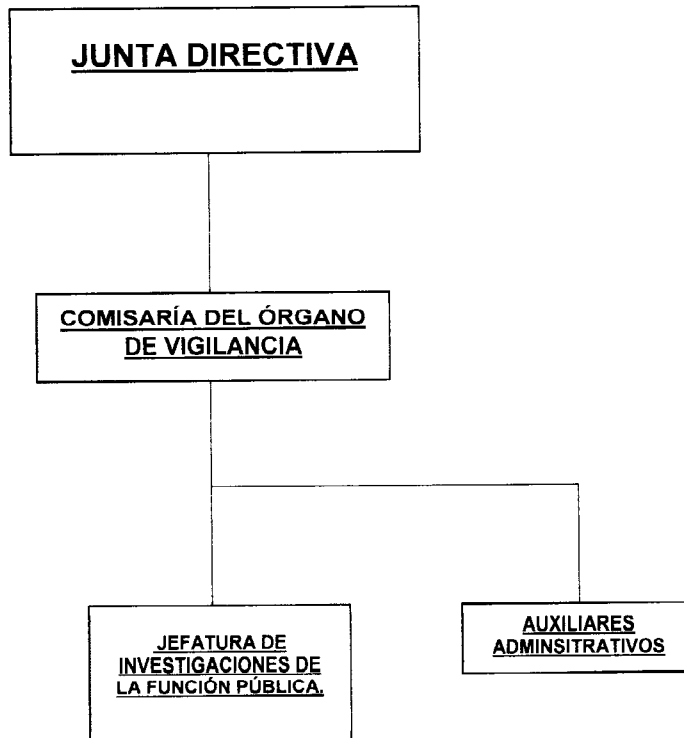 JUNTA DIRECTIVA
COMISARÍA DEL ÓRGANO
DE VIGILANCIA
JEFATURA DE
INVESTIGACIONES DE
LA FUNCIÓN PÚBLICA.
AUXILIARES
ADMINSITRATIVOS